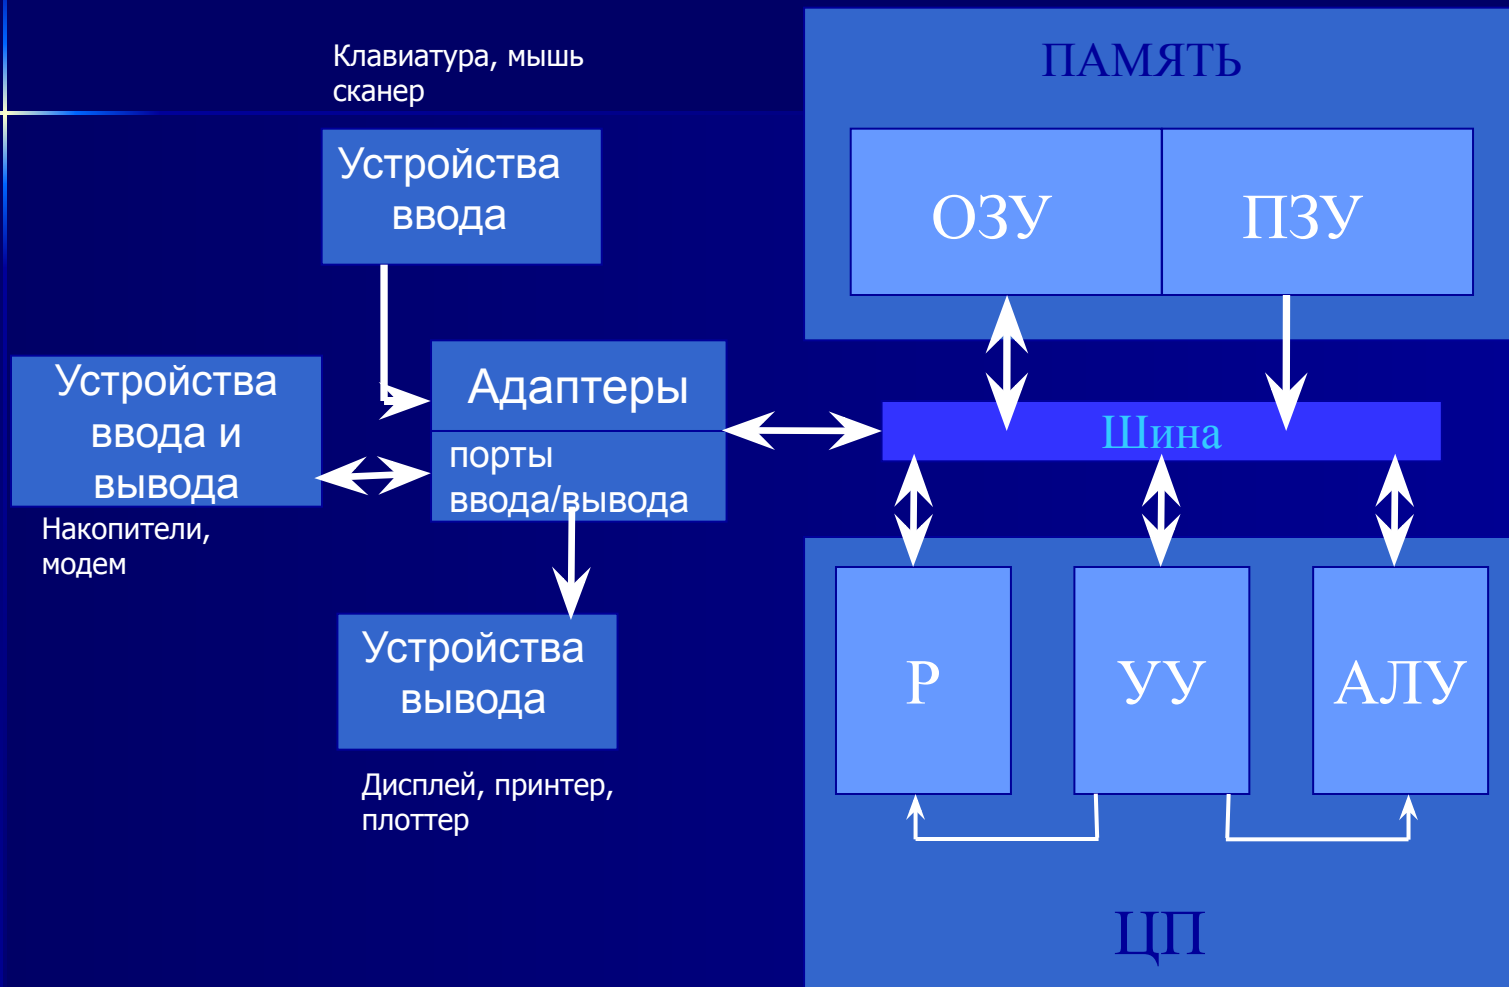 Клавиатура, мышь
сканер
Устройства
ввода
Устройства
ввода и
вывода
Накопители,
модем
Адаптеры
порты
ввода/вывода
Устройства
вывода
Дисплей, принтер,
плоттер
ПАМЯТЬ
ОЗУ
ПЗУ
Шина
Р
УУ
АЛУ
ЦП